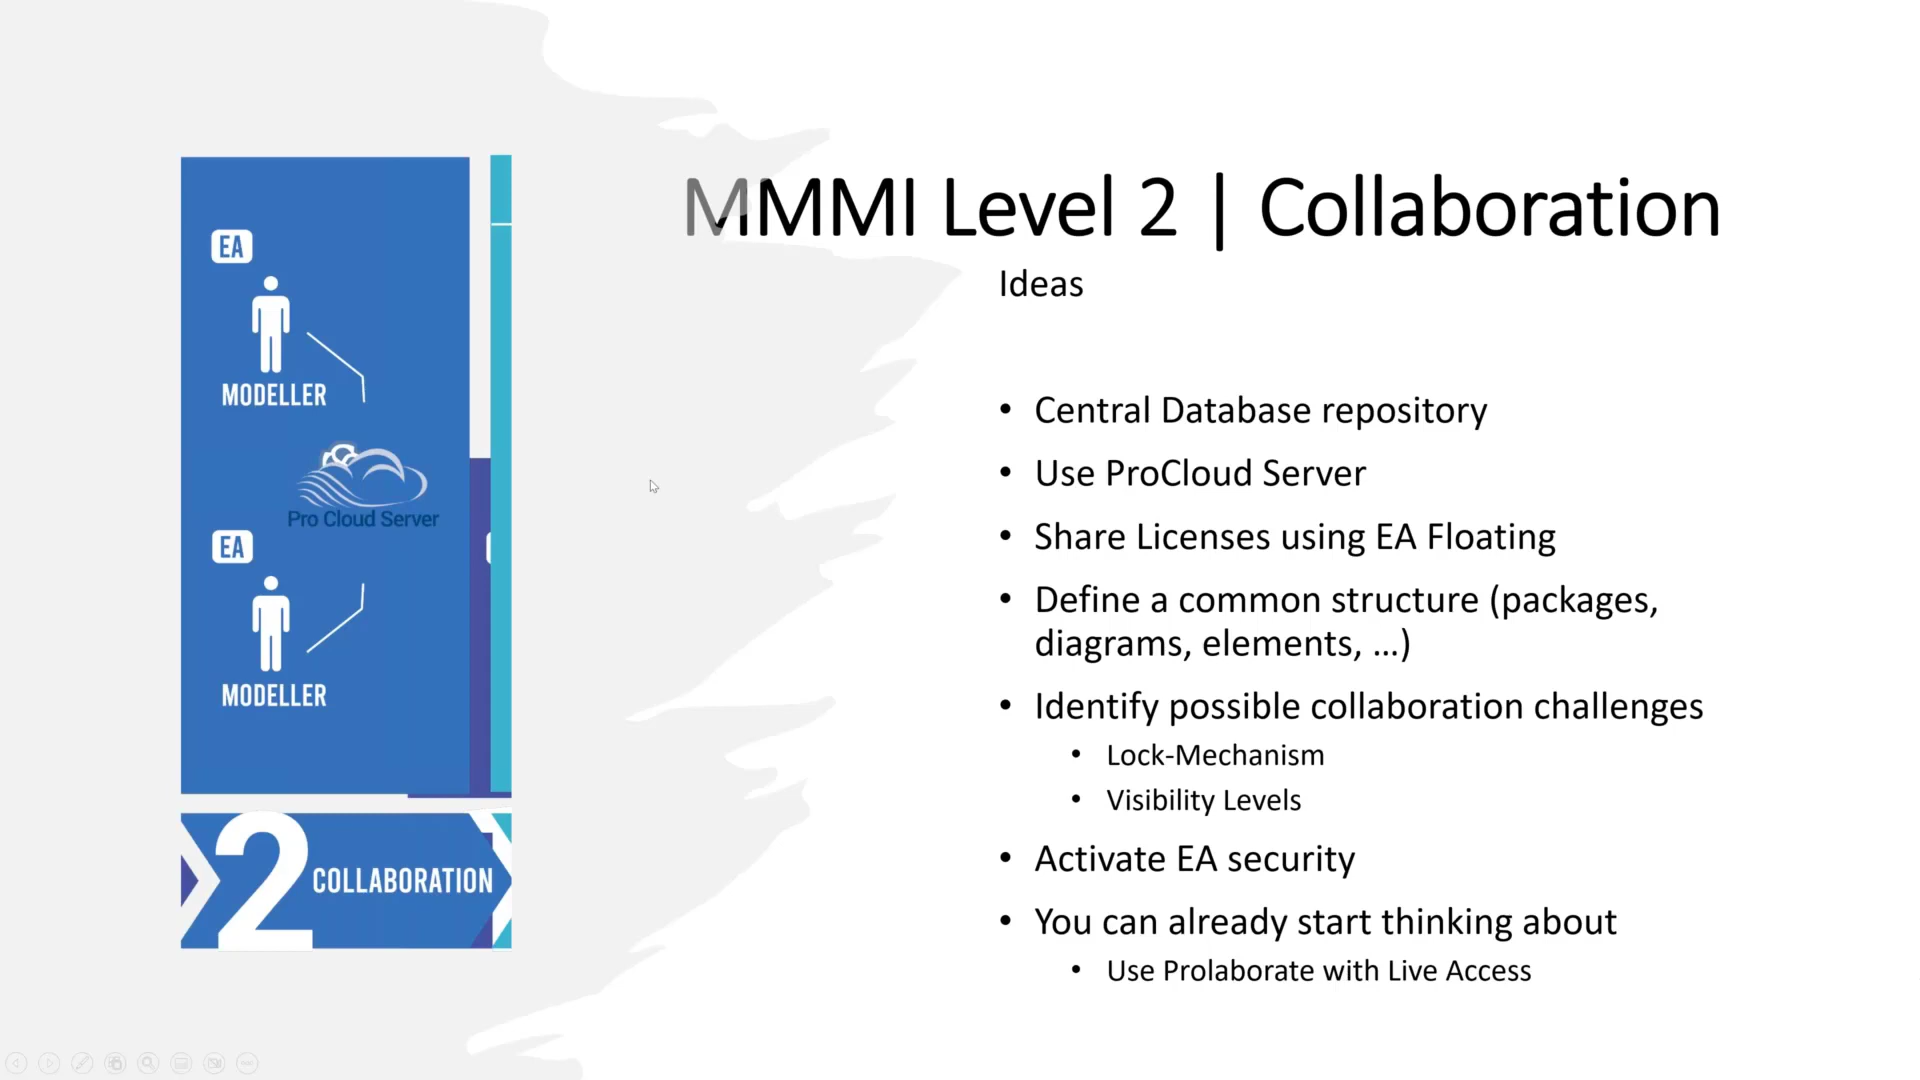 MMMI Level 2 | Collaboration
Ideas
EA
MODELLER
Pro Cloud Server
EA
MODELLER
2 COLLABORATION
• Central Database repository
• Use ProCloud Server
• Share Licenses using EA Floating
• Define a common structure (packages,
diagrams, elements, …)
• Identify possible collaboration challenges
• Lock-Mechanism
• Visibility Levels
• Activate EA security
• You can already start thinking about
• Use Prolaborate with Live Access